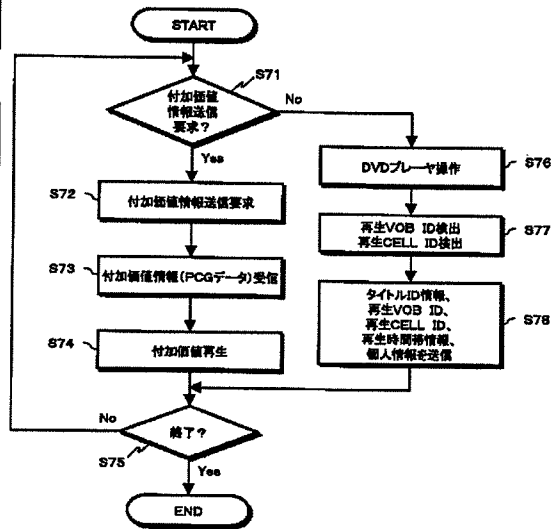 START
S71
付加価値
情報送信
要求?
No
Yes
S72
付加価値情報送信要求
S73
付加価値情報(PCGデータ)受信
S74
付加価値再生
DVDプレーヤ操作
S76
再生VOB ID検出
再生CELL ID検出
S77
タイトルID情報、
再生VOB ID、
再生CELL ID、
再生時間帯情報、
個人情報を送信
S78
No
終了?
S75
Yes
END